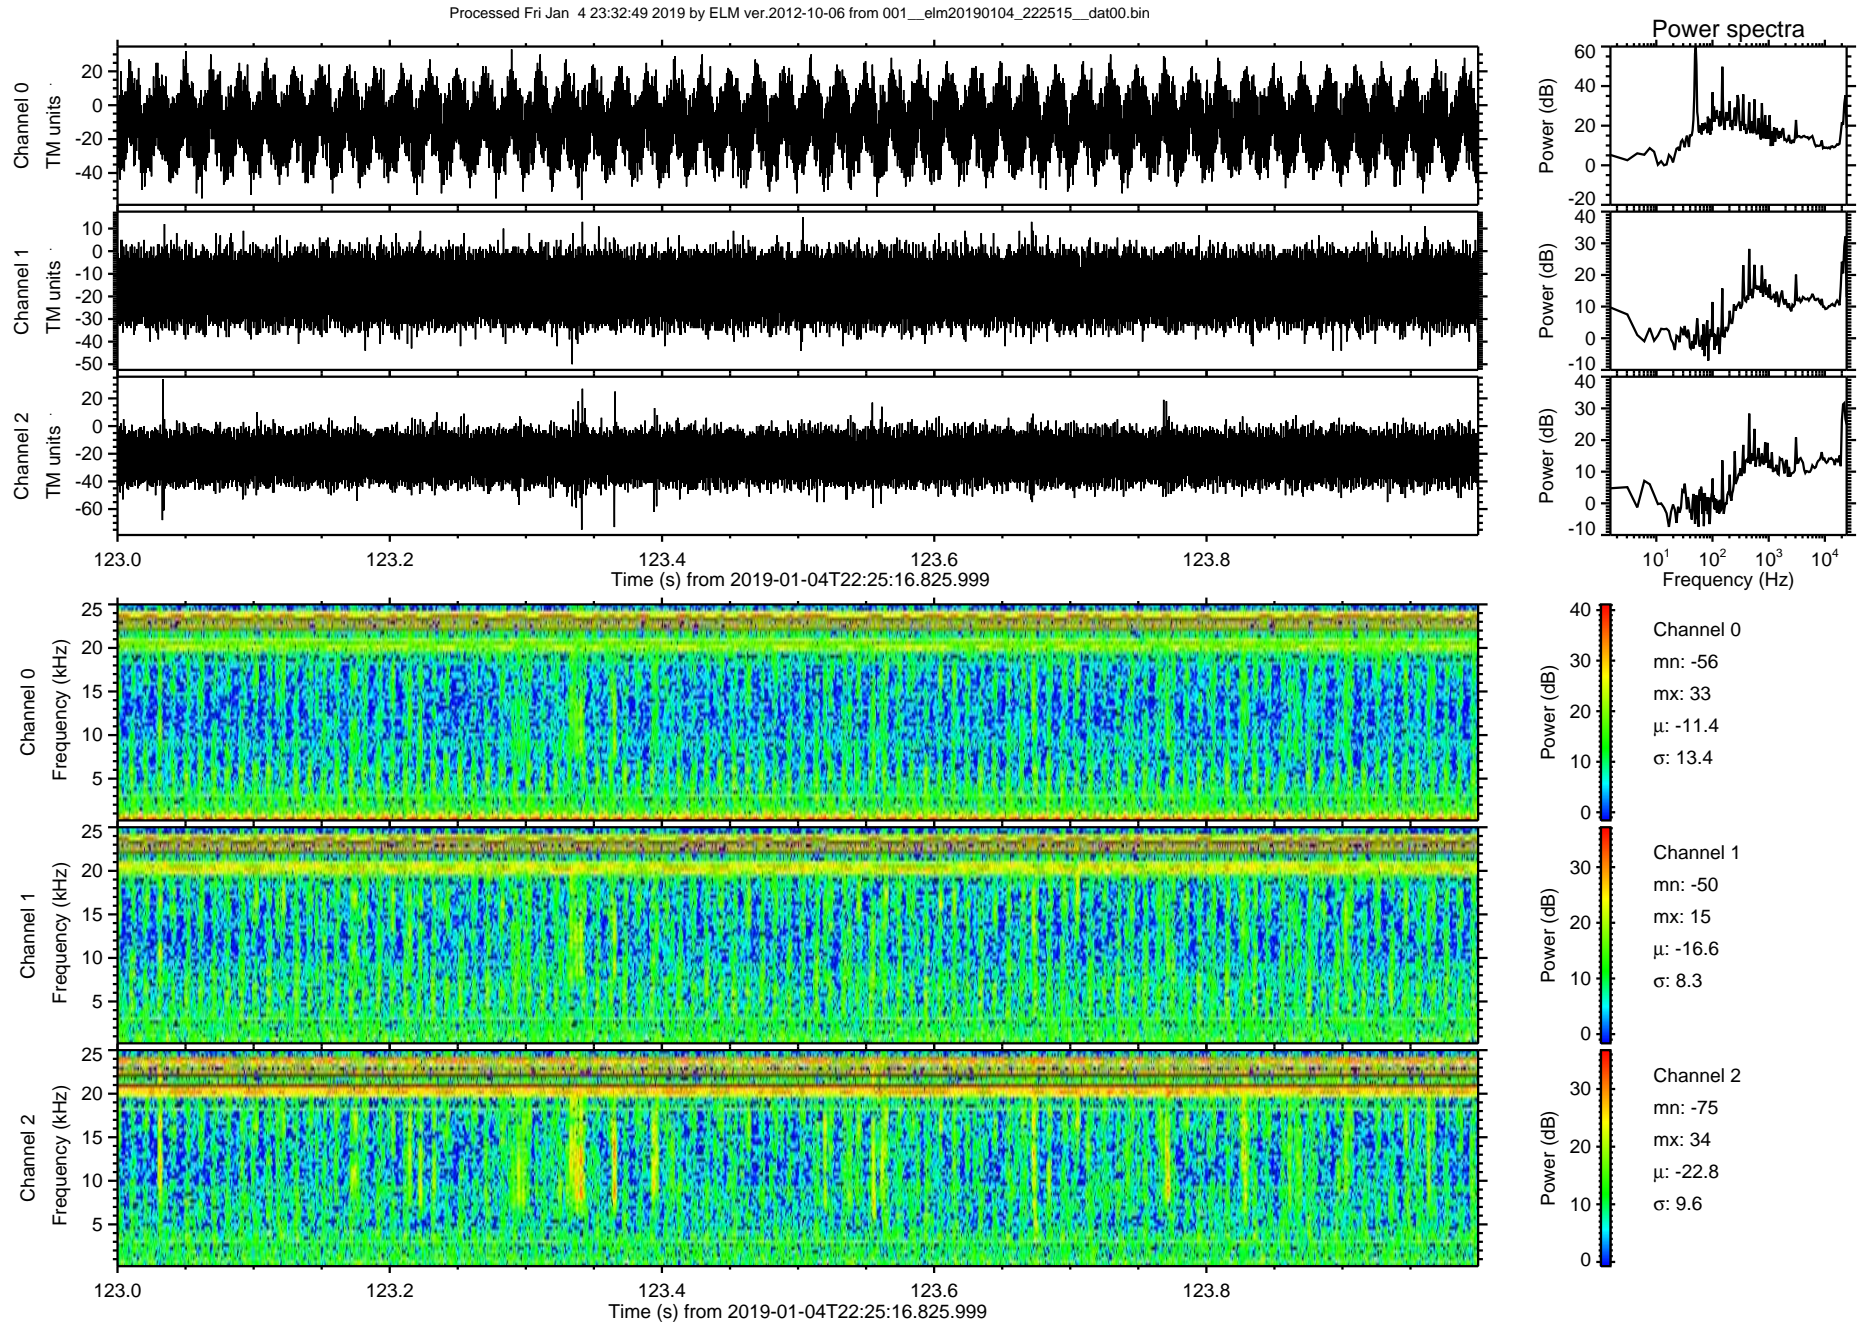 Processed Fri Jan  4 23:32:49 2019 by ELM ver.2012-10-06 from 001__elm20190104_222515__dat00.bin
Power spectra
Channel 0
TM units
20
0
-20
-40
Power (dB)
60
40
20
0
-20
Channel 1
TM units
10
0
-10
-20
-30
-40
-50
Power (dB)
40
30
20
10
0
-10
Channel 2
TM units
20
0
-20
-40
-60
Power (dB)
40
30
20
10
0
-10
123.0 123.2 123.4 123.6 123.8
Time (s) from 2019-01-04T22:25:16.825.999
10¹ 10² 10³ 10⁴
Frequency (Hz)
Channel 0
Frequency (kHz)
25
20
15
10
5
Power (dB)
40
30
20
10
0
Channel 0
mn: -56
mx: 33
μ: -11.4
σ: 13.4
Channel 1
Frequency (kHz)
25
20
15
10
5
Power (dB)
30
20
10
0
Channel 1
mn: -50
mx: 15
μ: -16.6
σ: 8.3
Channel 2
Frequency (kHz)
25
20
15
10
5
Power (dB)
30
20
10
0
Channel 2
mn: -75
mx: 34
μ: -22.8
σ: 9.6
123.0 123.2 123.4 123.6 123.8
Time (s) from 2019-01-04T22:25:16.825.999